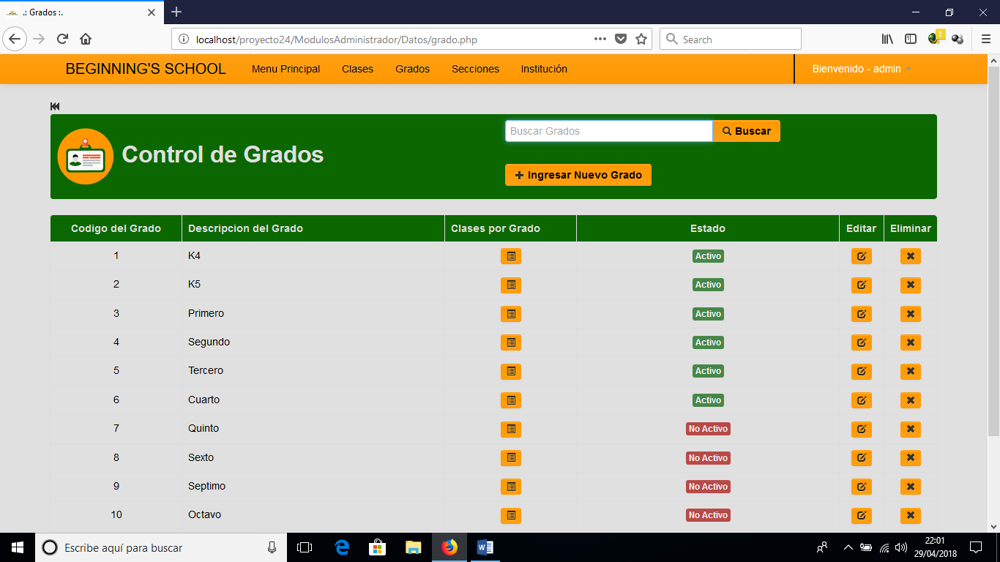 .: Grados :.
localhost/proyecto24/ModulosAdministrador/Datos/grado.php
Search
BEGINNING'S SCHOOL Menu Principal Clases Grados Secciones Institución Bienvenido - admin
Control de Grados
Buscar Grados Buscar
Ingresar Nuevo Grado
Codigo del Grado Descripcion del Grado Clases por Grado Estado Editar Eliminar
1 K4 Activo
2 K5 Activo
3 Primero Activo
4 Segundo Activo
5 Tercero Activo
6 Cuarto Activo
7 Quinto No Activo
8 Sexto No Activo
9 Septimo No Activo
10 Octavo No Activo
Escribe aquí para buscar
22:01
29/04/2018